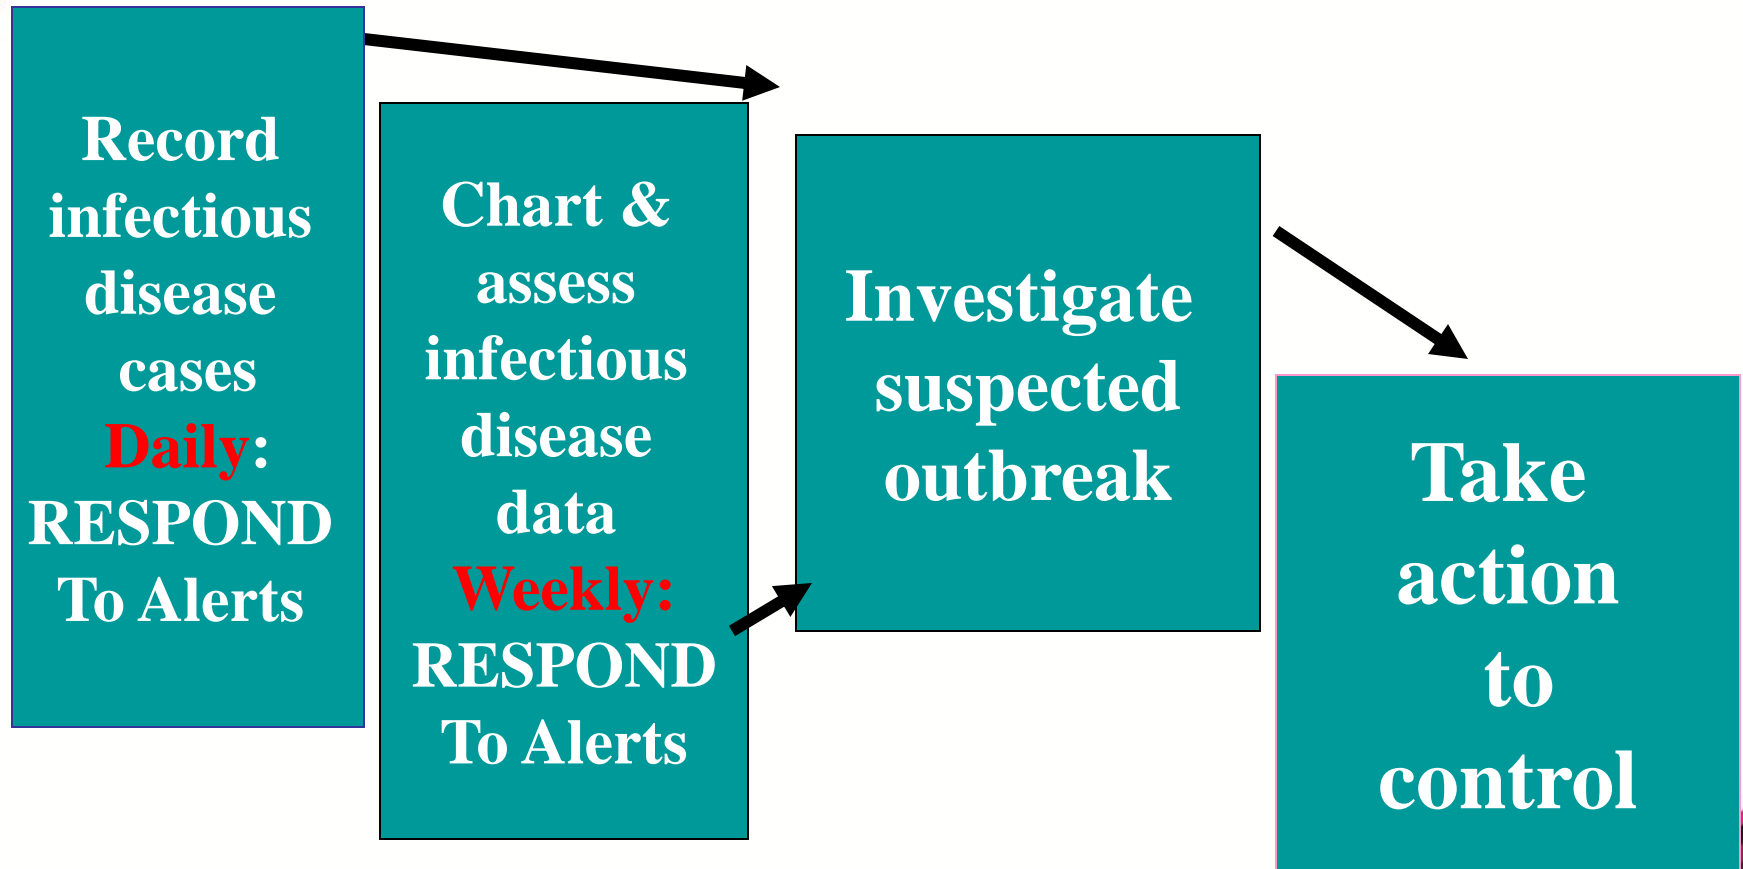 Record
infectious
disease
cases
Daily:
RESPOND
To Alerts
Chart &
assess
infectious
disease
data
Weekly:
RESPOND
To Alerts
Investigate
suspected
outbreak
Take
action
to
control